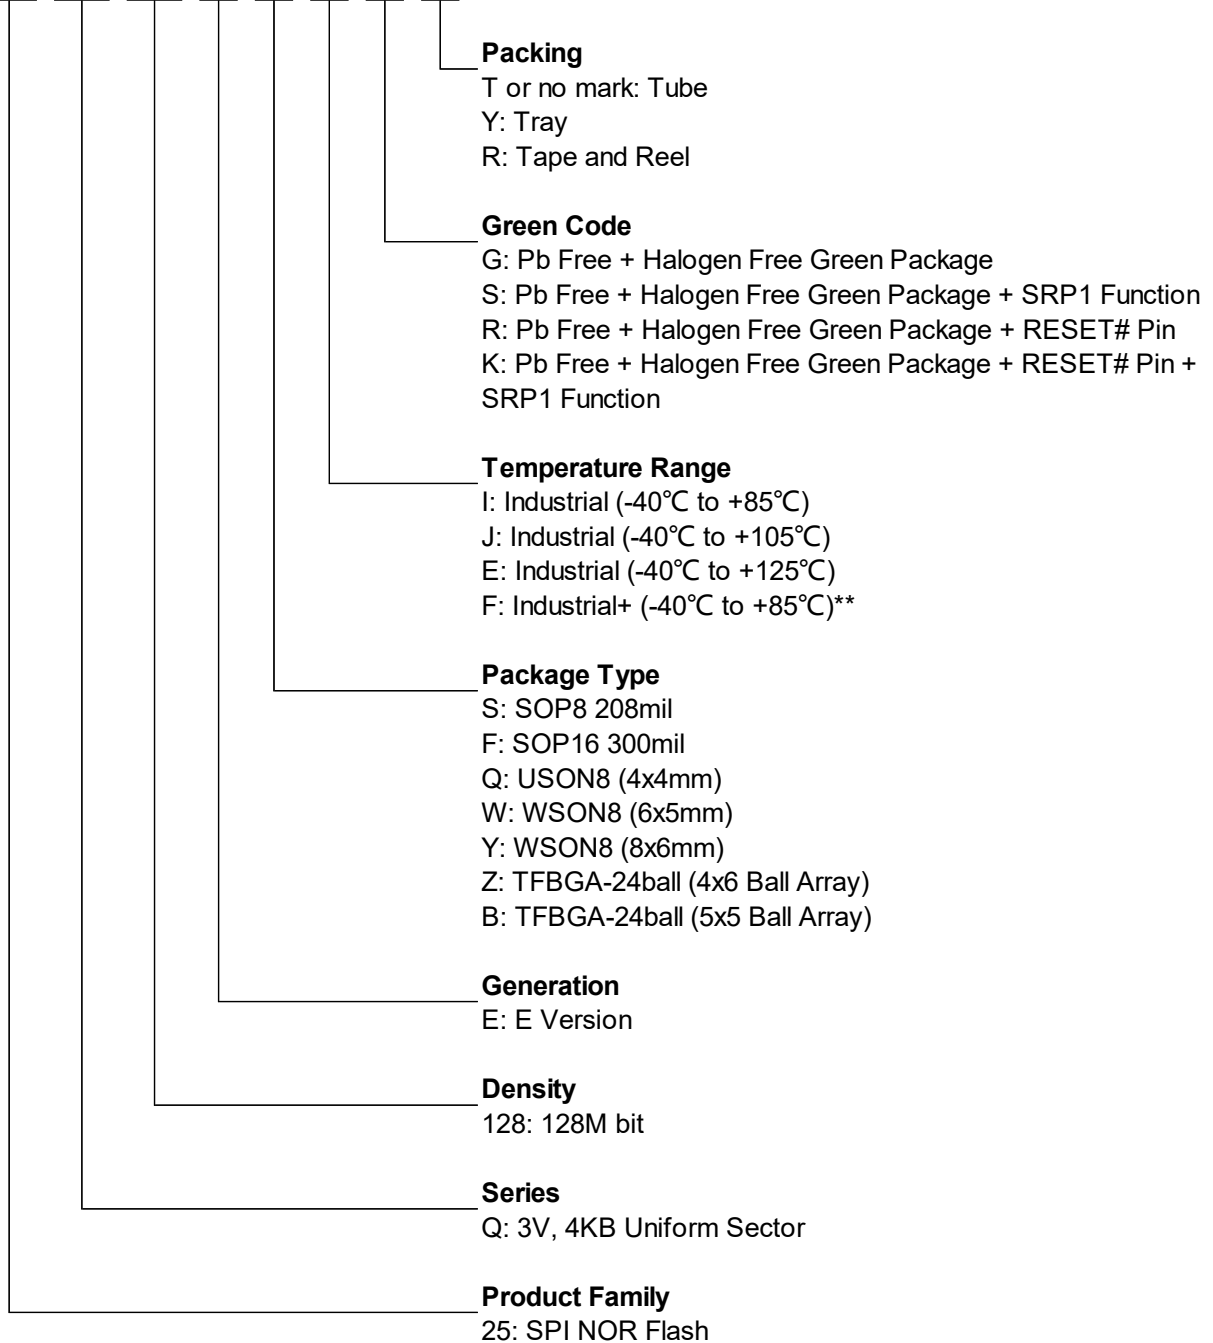 Packing
T or no mark: Tube
Y: Tray
R: Tape and Reel
Green Code
G: Pb Free + Halogen Free Green Package
S: Pb Free + Halogen Free Green Package + SRP1 Function
R: Pb Free + Halogen Free Green Package + RESET# Pin
K: Pb Free + Halogen Free Green Package + RESET# Pin +
SRP1 Function
Temperature Range
I: Industrial (-40℃ to +85℃)
J: Industrial (-40℃ to +105℃)
E: Industrial (-40℃ to +125℃)
F: Industrial+ (-40℃ to +85℃)**
Package Type
S: SOP8 208mil
F: SOP16 300mil
Q: USON8 (4x4mm)
W: WSON8 (6x5mm)
Y: WSON8 (8x6mm)
Z: TFBGA-24ball (4x6 Ball Array)
B: TFBGA-24ball (5x5 Ball Array)
Generation
E: E Version
Density
128: 128M bit
Series
Q: 3V, 4KB Uniform Sector
Product Family
25: SPI NOR Flash